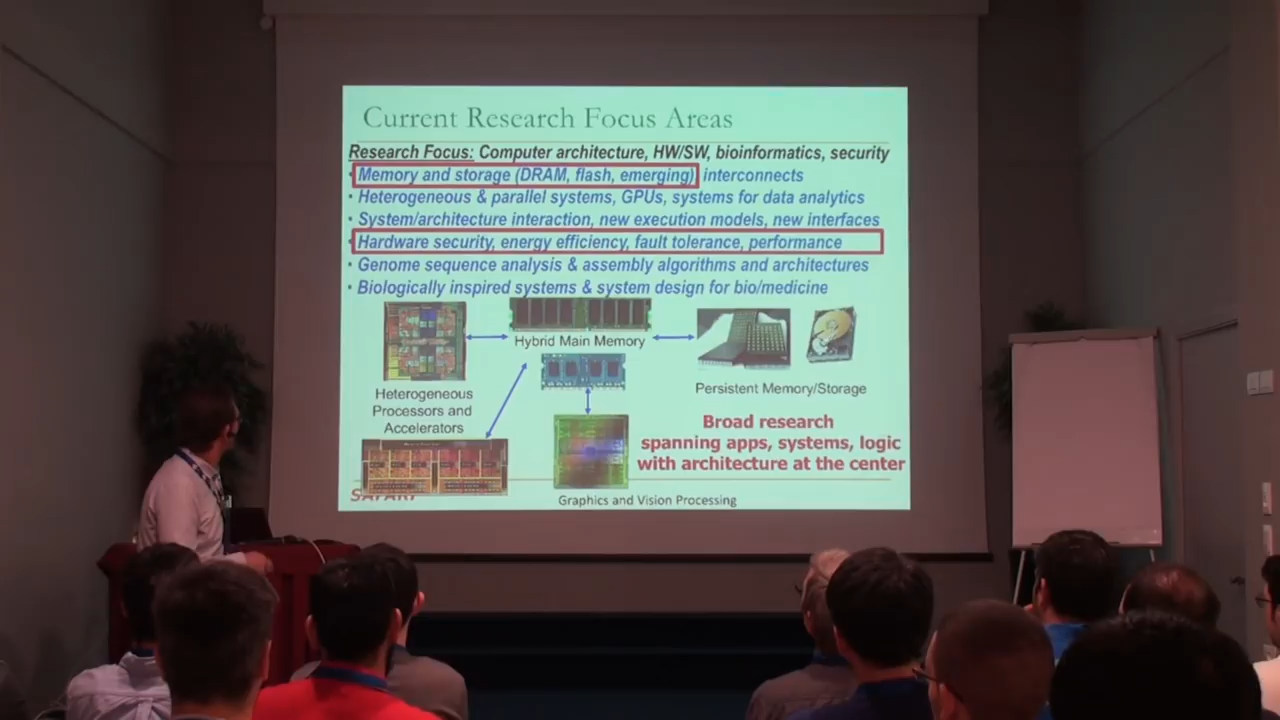 Current Research Focus Areas
Research Focus: Computer architecture, HW/SW, bioinformatics, security
• Memory and storage (DRAM, flash, emerging), interconnects
• Heterogeneous & parallel systems, GPUs, systems for data analytics
• System/architecture interaction, new execution models, new interfaces
• Hardware security, energy efficiency, fault tolerance, performance
• Genome sequence analysis & assembly algorithms and architectures
• Biologically inspired systems & system design for bio/medicine
Hybrid Main Memory
Heterogeneous
Processors and
Accelerators
Persistent Memory/Storage
Broad research
spanning apps, systems, logic
with architecture at the center
SAFARI
Graphics and Vision Processing